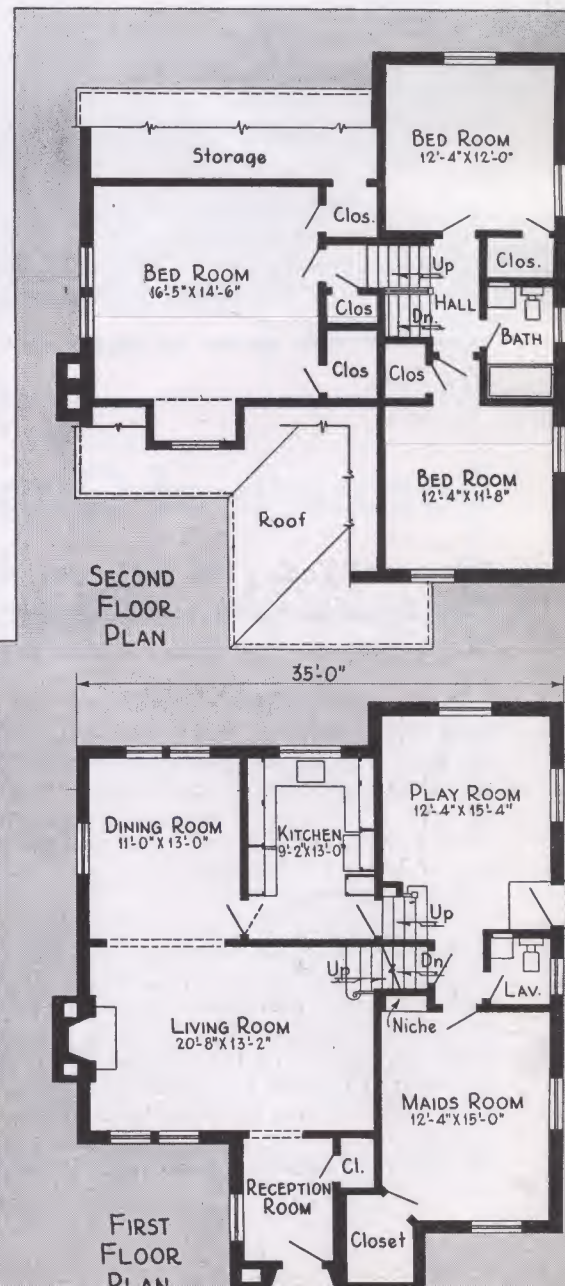 BED ROOM
12'-4"X12'-0"
Storage
Clos.
BED ROOM
16'-5"X14'-6"
Up
Clos.
HALL
Clos
Dn.
BATH
Clos
Clos
BED ROOM
12'-4"X11'-8"
Roof
SECOND
FLOOR
PLAN
35'-0"
PLAY ROOM
12'-4"X15'-4"
DINING ROOM
11'-0"X13'-0"
KITCHEN
9'-2"X13'-0"
Up
Up
Dn.
LAV.
Niche
LIVING ROOM
20'-8"X13'-2"
MAIDS ROOM
12'-4"X15'-0"
Cl.
RECEPTION
ROOM
Closet
FIRST
FLOOR
PLAN